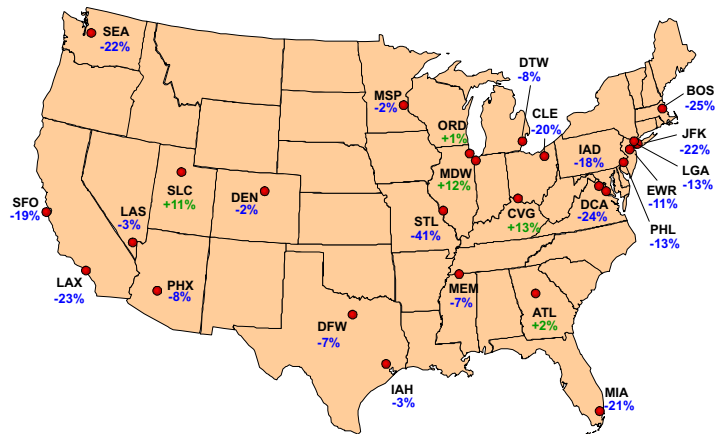 SEA
-22%
DTW
-8%
MSP
-2%
BOS
-25%
ORD
+1%
CLE
-20%
JFK
-22%
IAD
-18%
LGA
-13%
MDW
+12%
EWR
-11%
SLC
+11%
DEN
-2%
SFO
-19%
LAS
-3%
STL
-41%
CVG
+13%
DCA
-24%
PHL
-13%
LAX
-23%
PHX
-8%
MEM
-7%
ATL
+2%
DFW
-7%
IAH
-3%
MIA
-21%